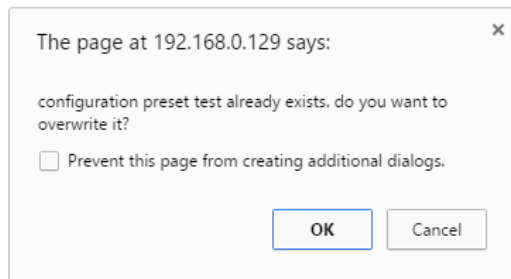 The page at 192.168.0.129 says:
configuration preset test already exists. do you want to
overwrite it?
Prevent this page from creating additional dialogs.
OK
Cancel